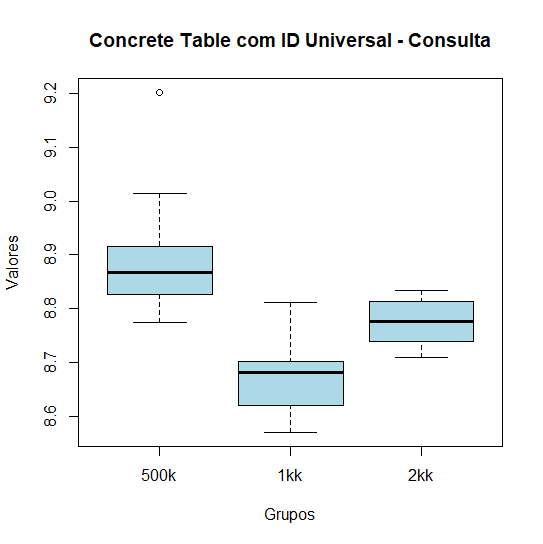 Concrete Table com ID Universal - Consulta
Valores
9.2
9.1
9.0
8.9
8.8
8.7
8.6
500k 1kk 2kk
Grupos